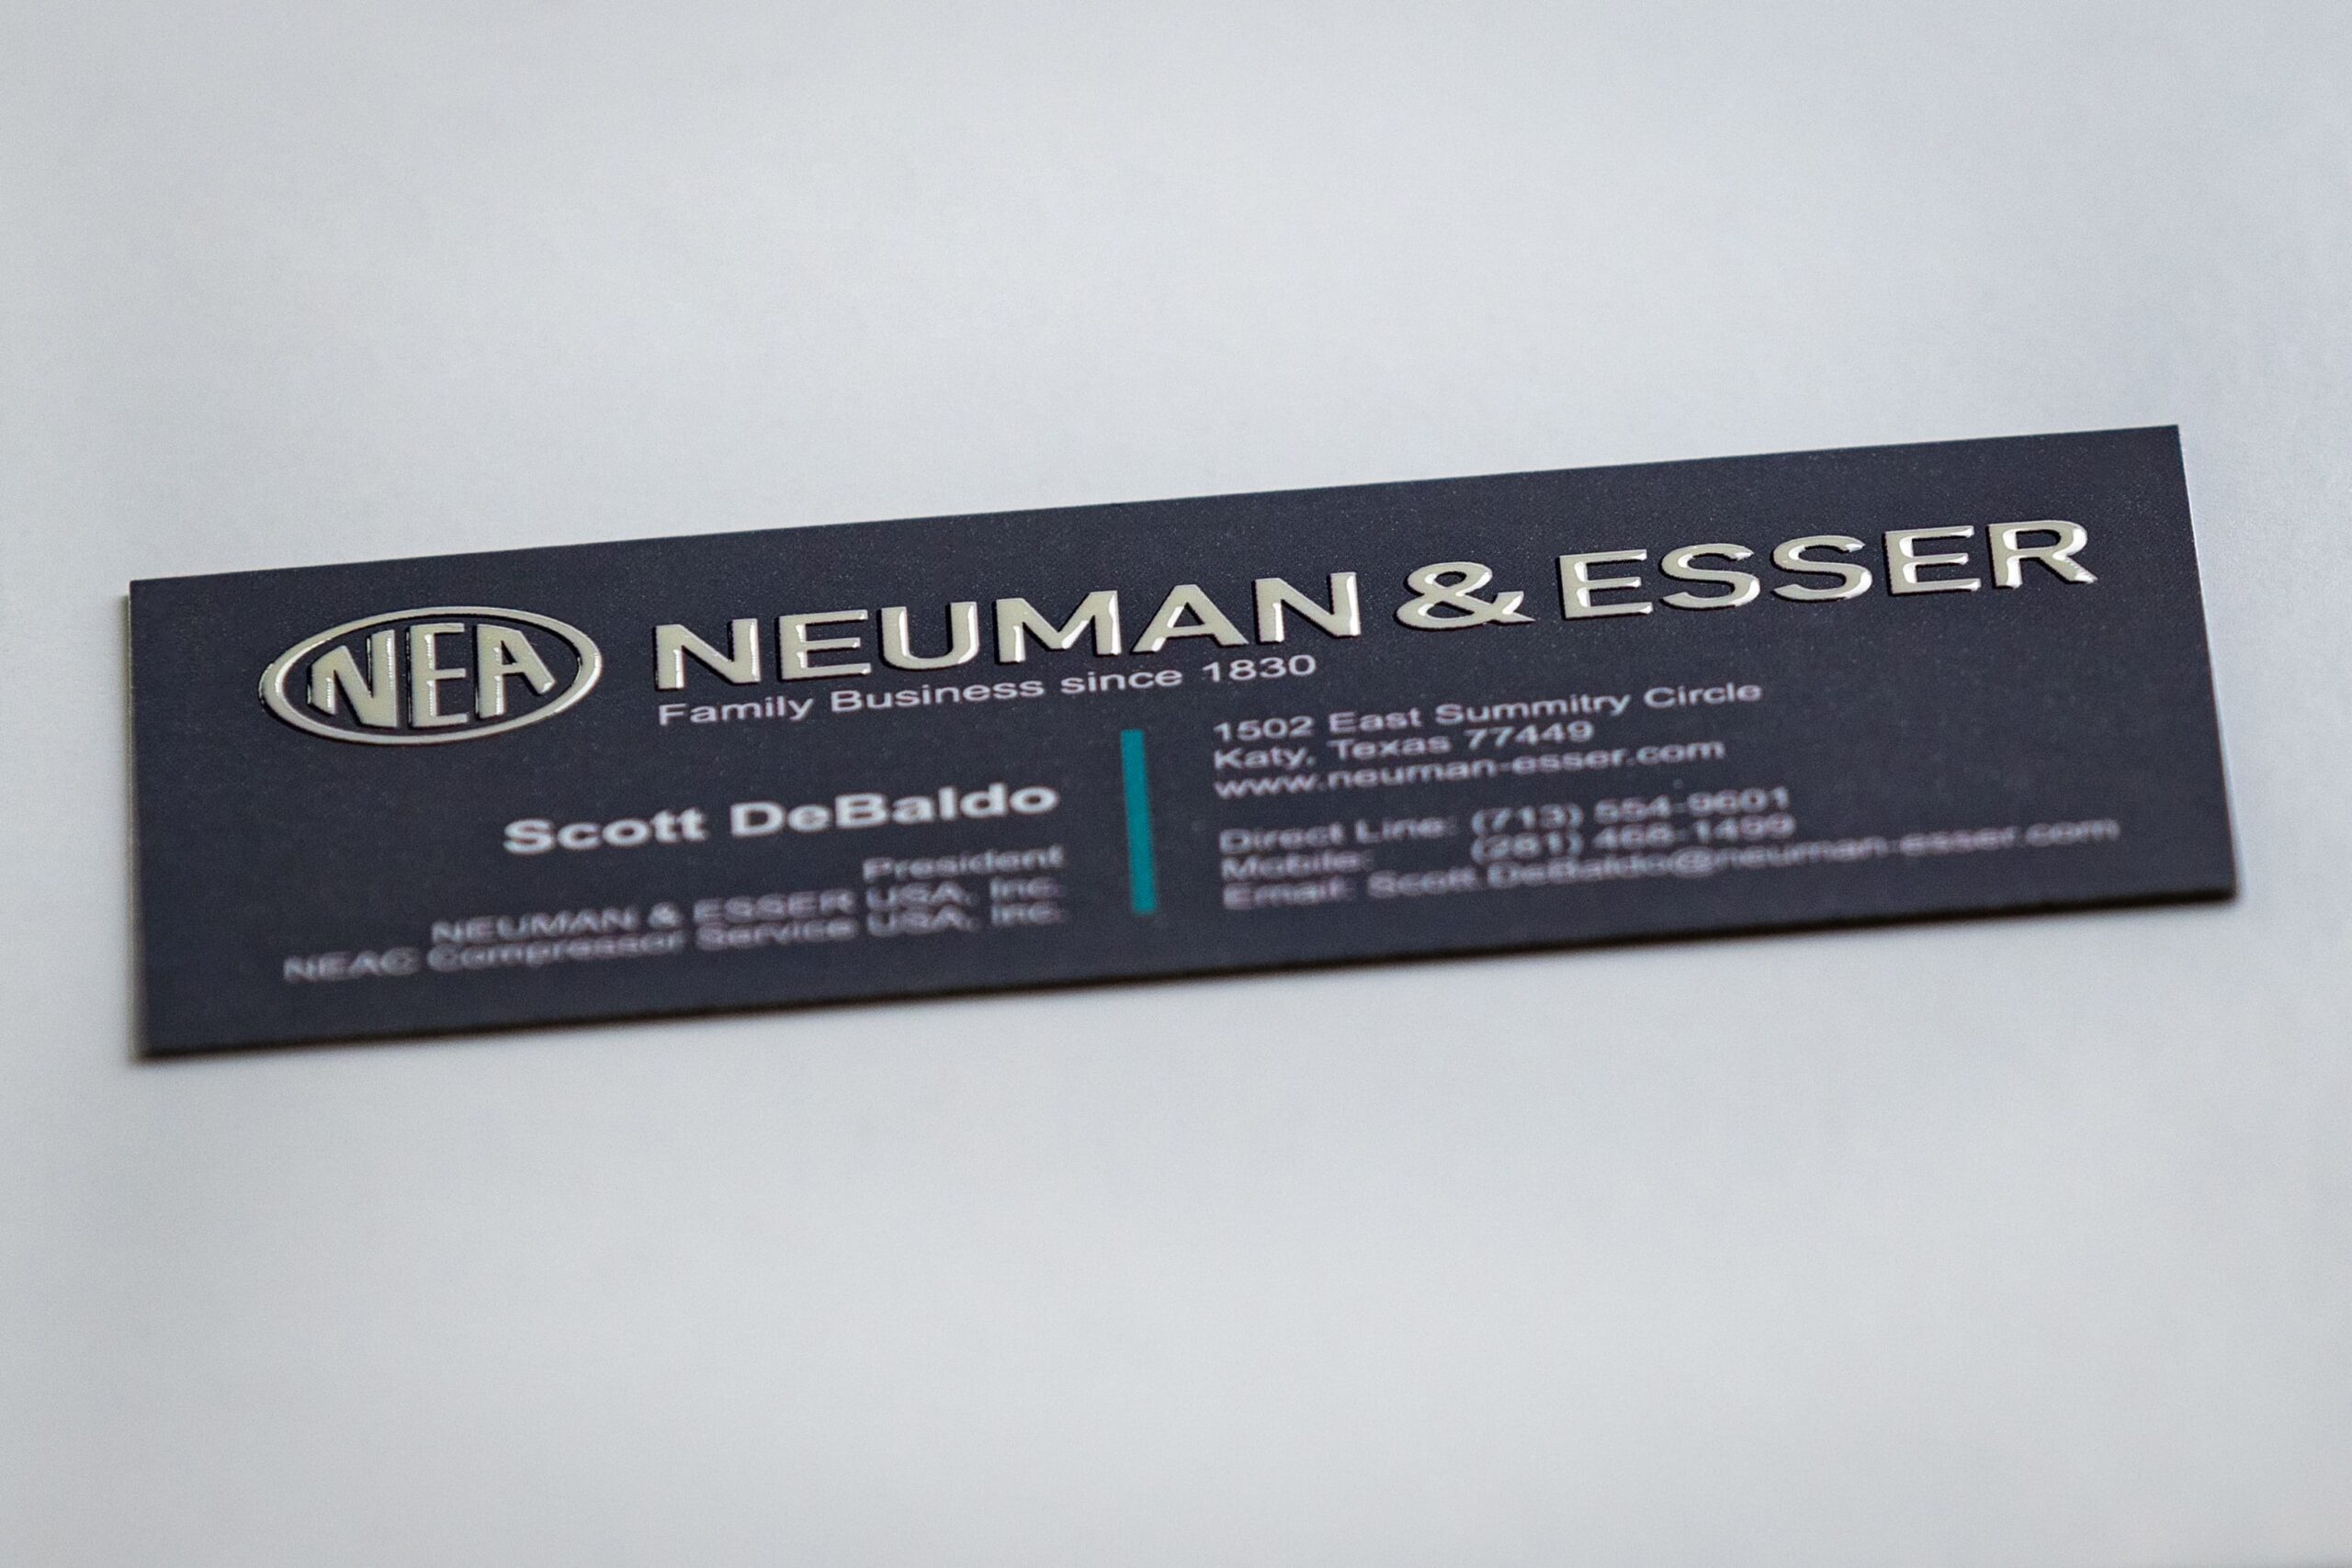 NEA NEUMAN & ESSER
Family Business since 1830
Scott DeBaldo
President
NEUMAN & ESSER USA, Inc.
NEAC Compressor Service USA, Inc.
1502 East Summitry Circle
Katy, Texas 77449
www.neuman-esser.com
Direct Line: (713) 554-9601
Mobile: (281) 468-1499
Email: Scott.DeBaldo@neuman-esser.com